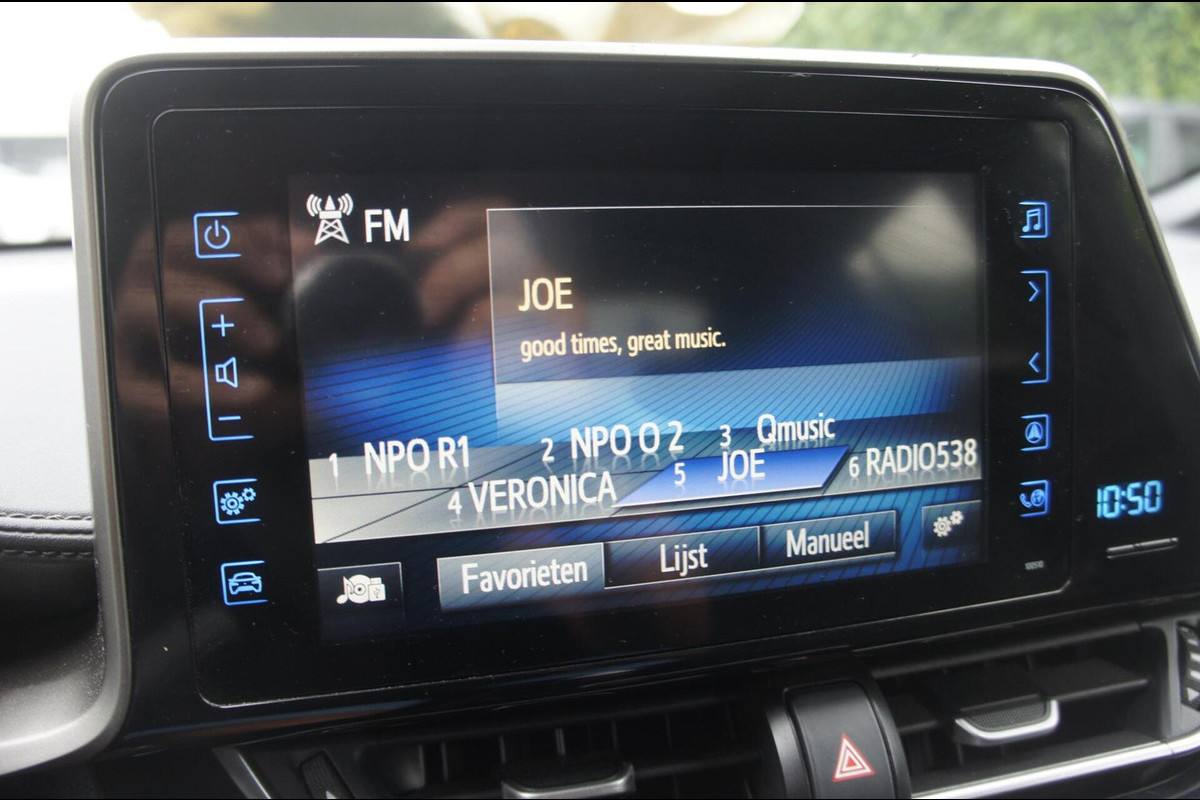 FM
JOE
good times, great music.
1 NPO R1 2 NPO O 2 3 Qmusic
4 VERONICA 5 JOE 6 RADIO538
Favorieten Lijst Manueel
10:50